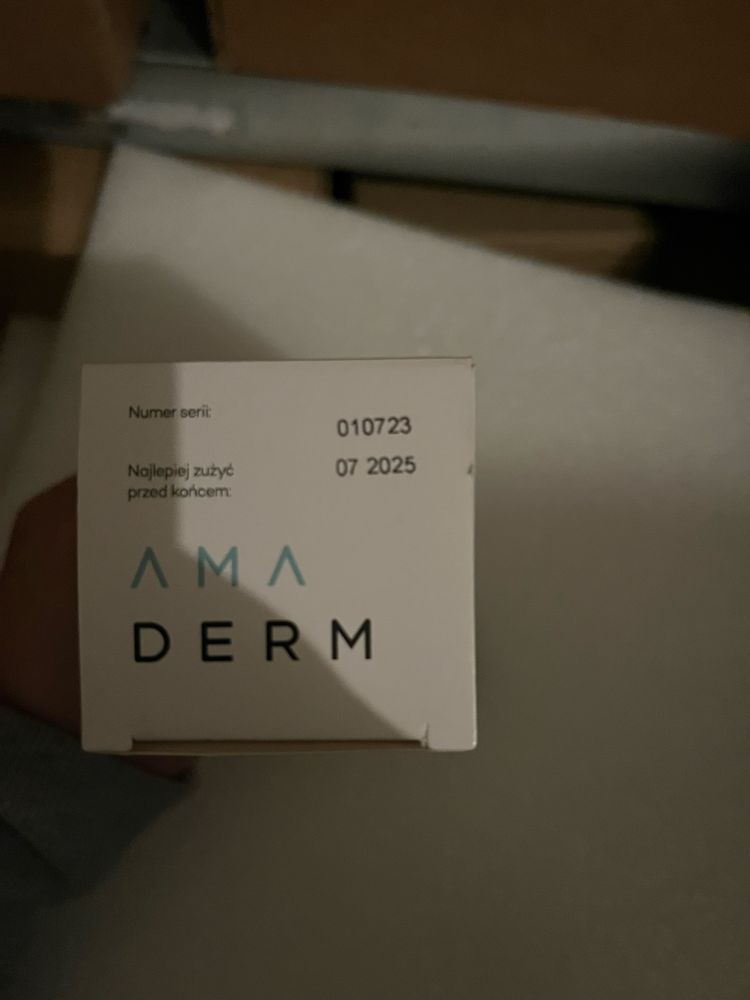 Numer serii: 010723
Najlepiej zużyć 07 2025
przed końcem:
AMA
DERM